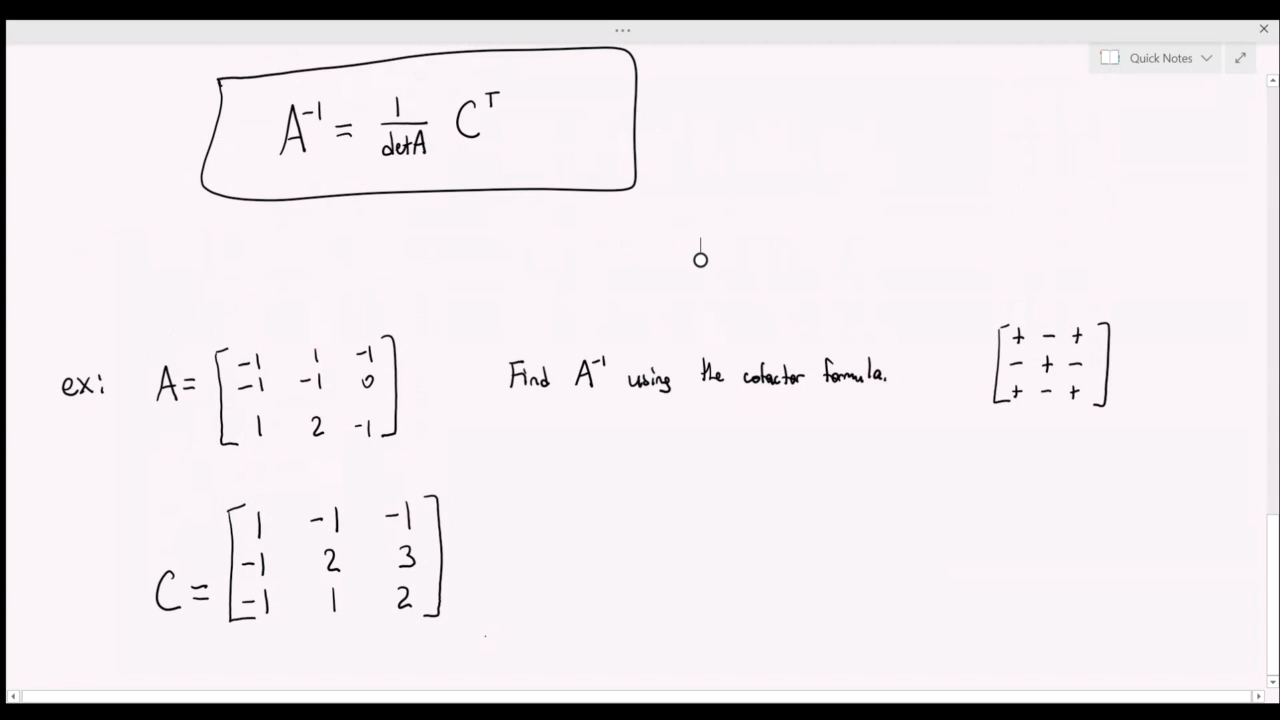 Quick Notes
A⁻¹ = 1/detA Cᵀ
ex: A = [-1 1 -1
-1 -1 0
1 2 -1]
Find A⁻¹ using the cofactor formula.
[+ - +
- + -
+ - +]
C = [1 -1 -1
-1 2 3
-1 1 2]